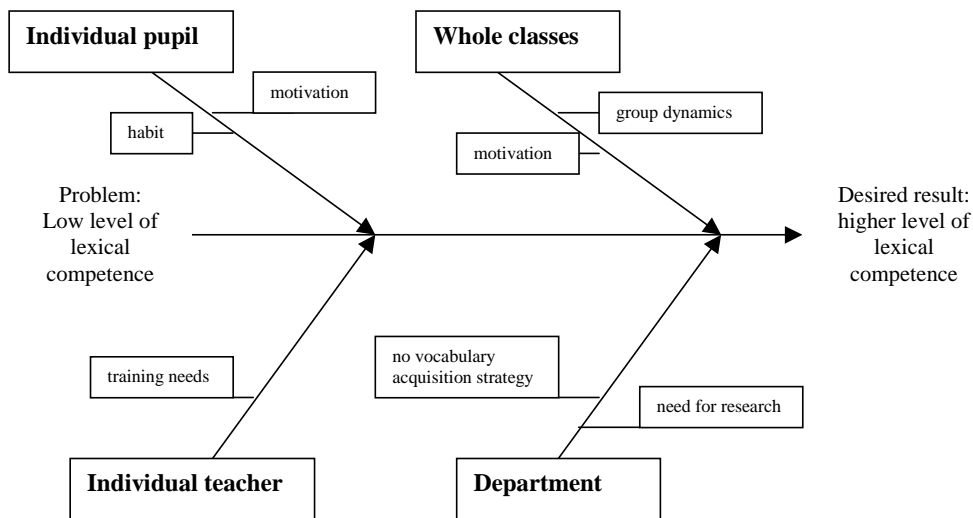 Individual pupil
Whole classes
motivation
habit
group dynamics
motivation
Problem:
Low level of
lexical
competence
Desired result:
higher level of
lexical
competence
training needs
no vocabulary
acquisition strategy
need for research
Individual teacher
Department